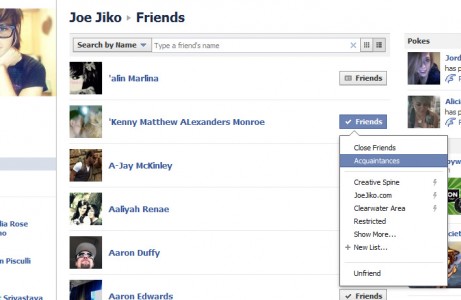 Joe Jiko ▸ Friends
Search by Name
Type a friend's name
Pokes
'alin Marlina
Friends
Jord
has p
'Kenny Matthew ALexanders Monroe
Friends
Alici
has p
Close Friends
Acquaintances
A-Jay McKinley
Creative Spine
JoeJiko.com
Clearwater Area
Restricted
Show More...
New List...
Unfriend
Aaliyah Renae
Aaron Duffy
Aaron Edwards
Friends
lia Rose
no
n Pisculli
r Srivastava